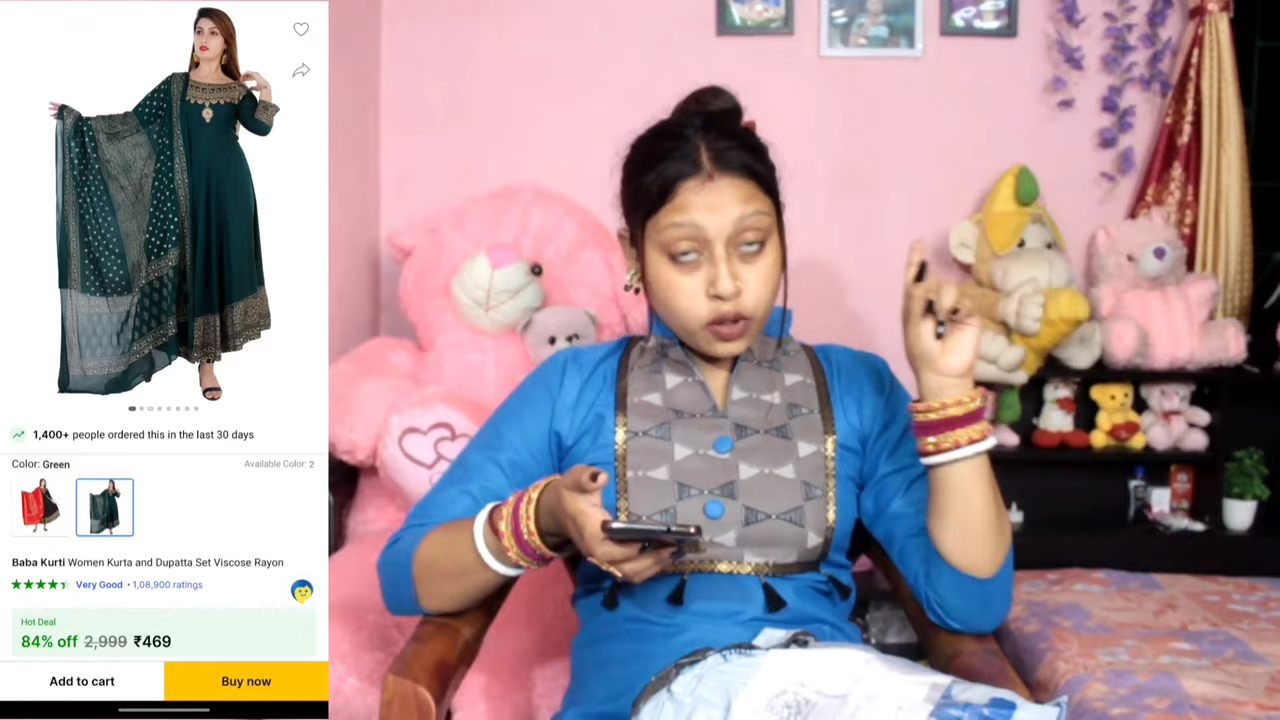 1,400+ people ordered this in the last 30 days
Color: Green
Available Color: 2
Baba Kurti Women Kurta and Dupatta Set Viscose Rayon
Very Good • 1,08,900 ratings
Hot Deal
84% off 2,999 ₹469
Add to cart
Buy now